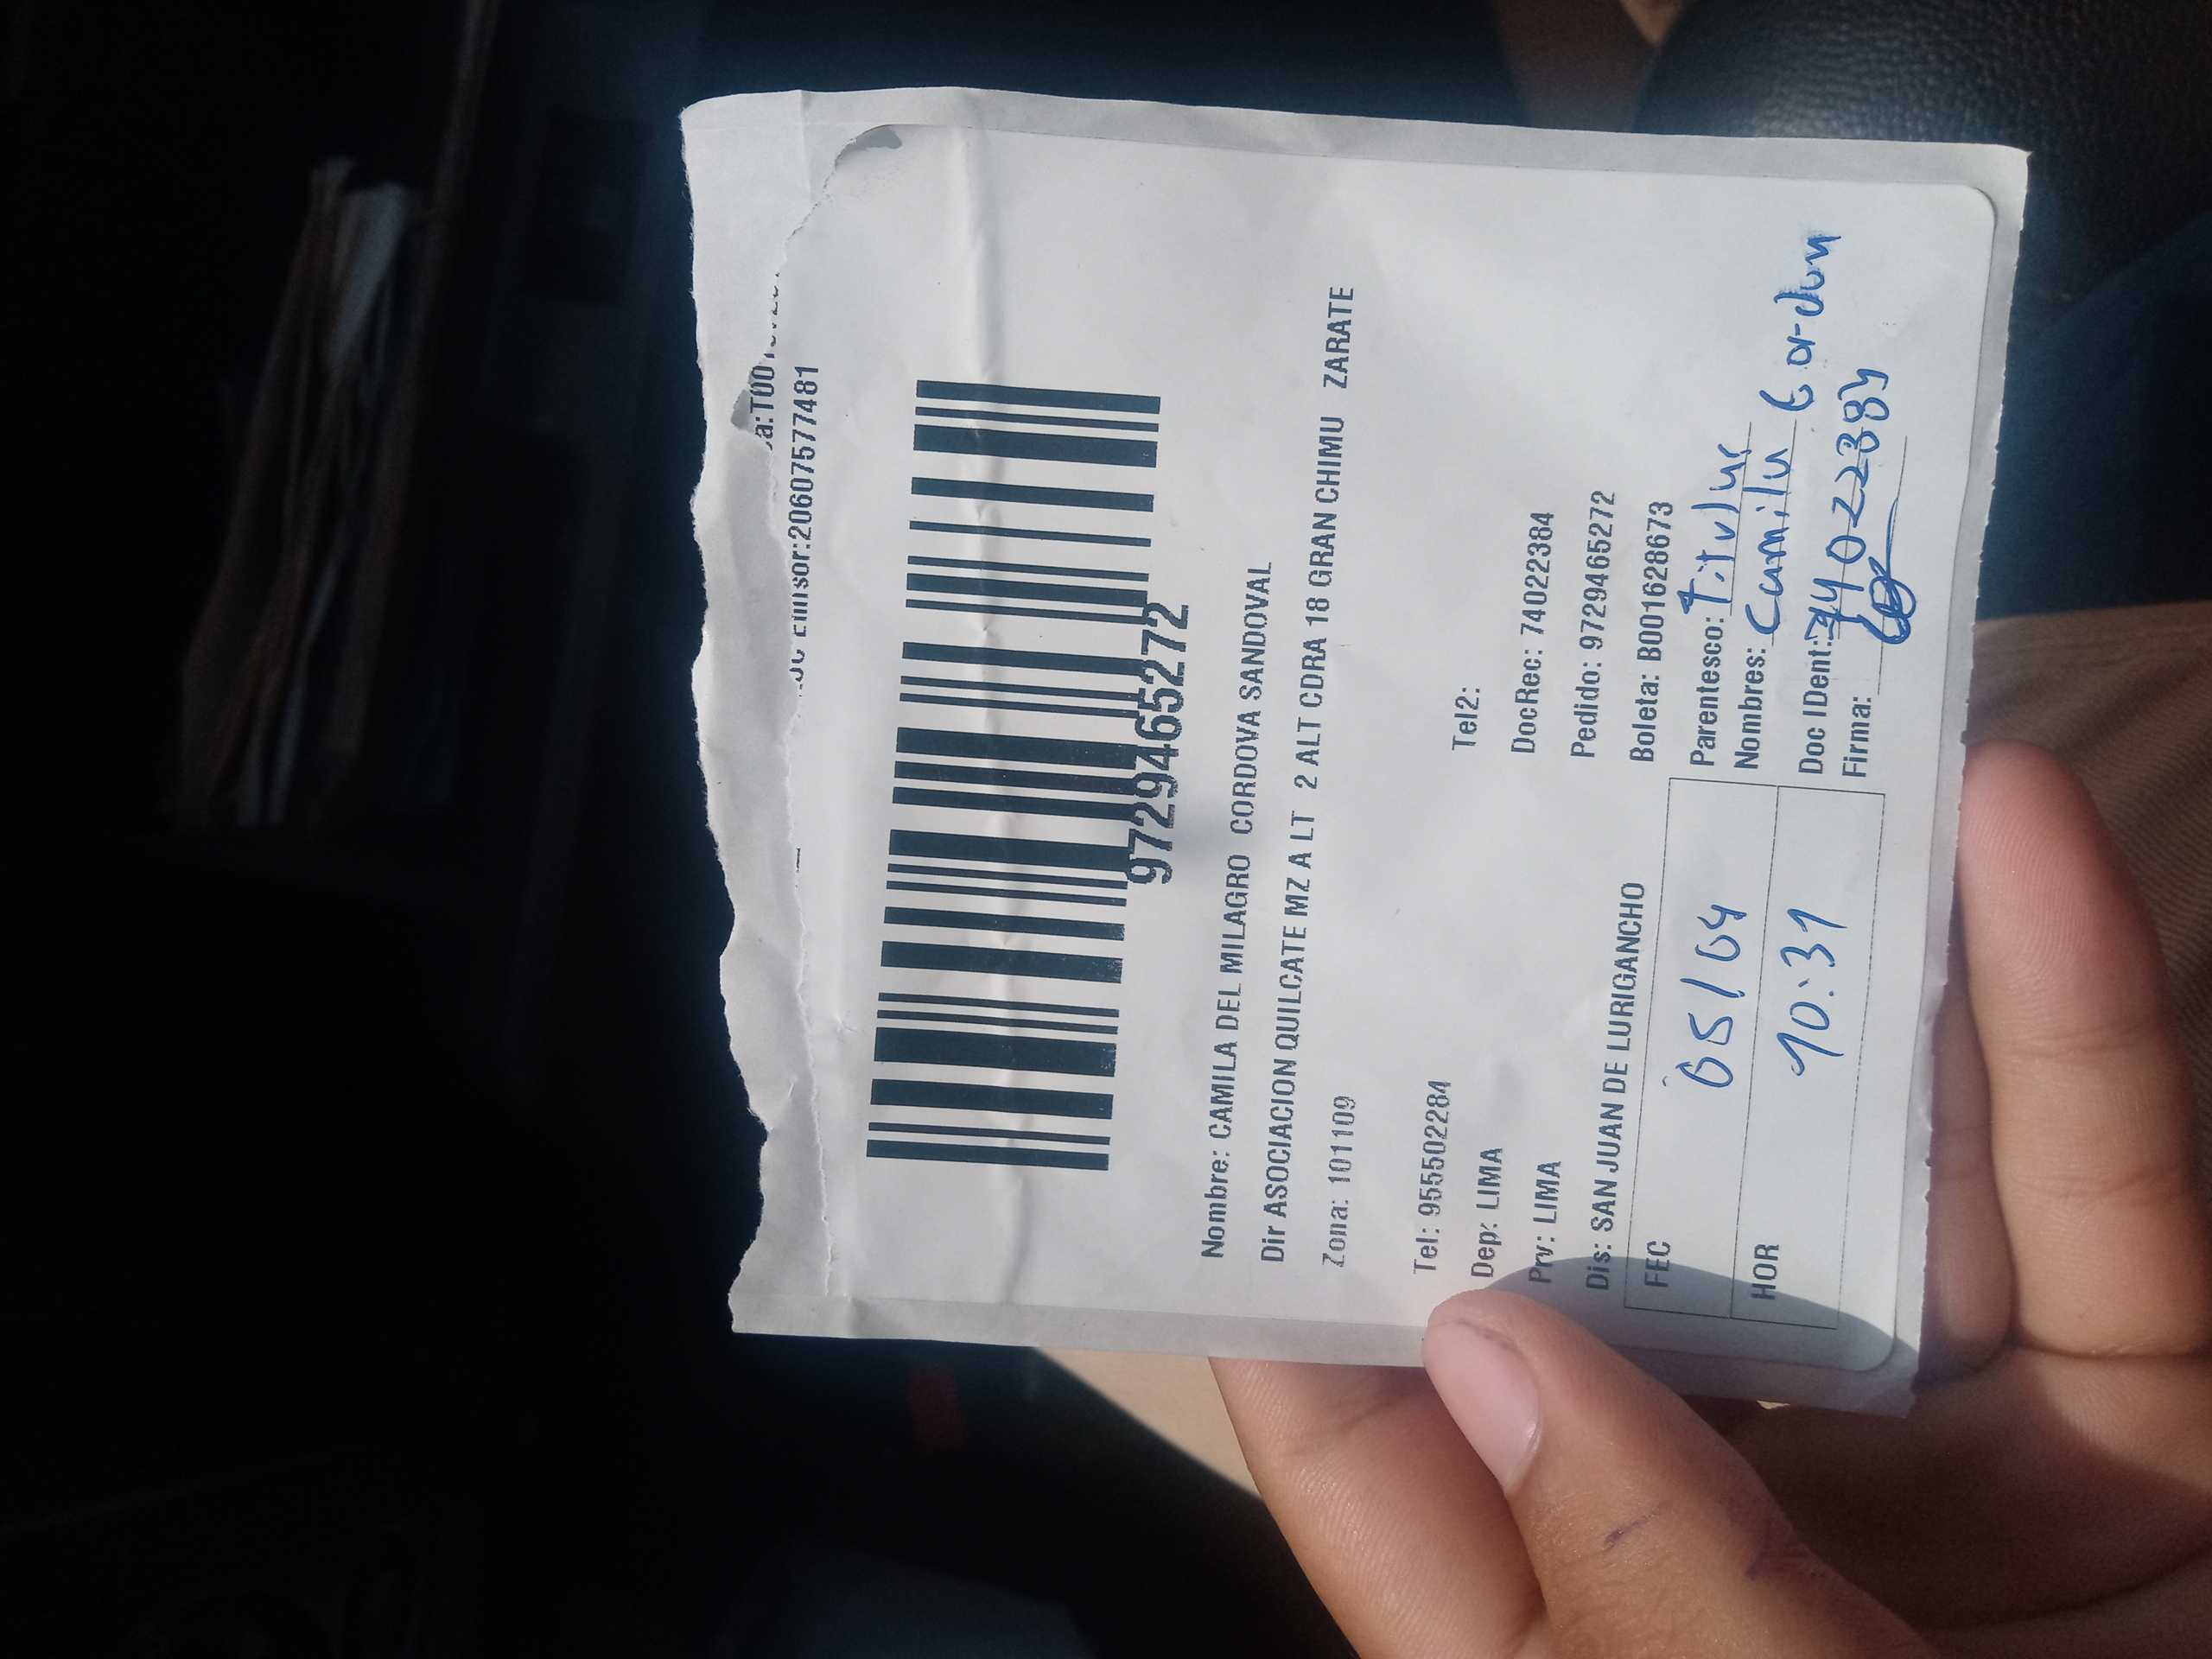 a:T001
Emisor:20607577481
9729465272
Nombre: CAMILA DEL MILAGRO CORDOVA SANDOVAL
Dir ASOCIACION QUILCATE MZ A LT 2 ALT CDRA 18 GRAN CHIMU ZARATE
Zona: 101109
Tel: 955502284 Tel2:
Dep: LIMA DocRec: 74022384
Prv: LIMA Pedido: 9729465272
Dis: SAN JUAN DE LURIGANCHO Boleta: B001628673
FEC 05/04 Parentesco: Titular
Nombres: Camila Cordova
HOR 10:31 Doc IDent: 74022384
Firma: